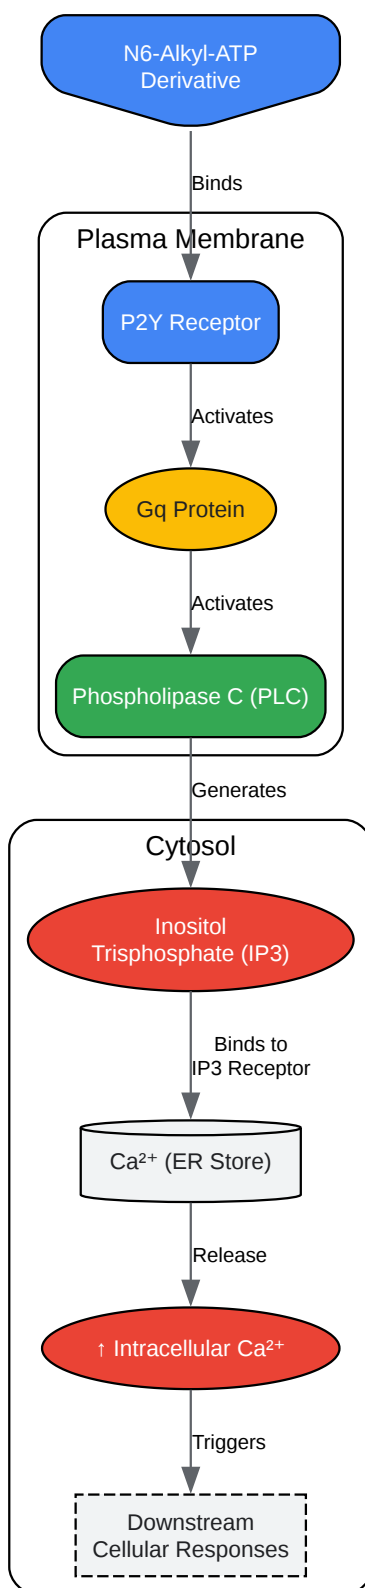 N6-Alkyl-ATP
Derivative
Binds
Plasma Membrane
P2Y Receptor
Activates
Gq Protein
Activates
Phospholipase C (PLC)
Generates
Cytosol
Inositol
Trisphosphate (IP3)
Binds to
IP3 Receptor
Ca²⁺ (ER Store)
Release
↑ Intracellular Ca²⁺
Triggers
Downstream
Cellular Responses